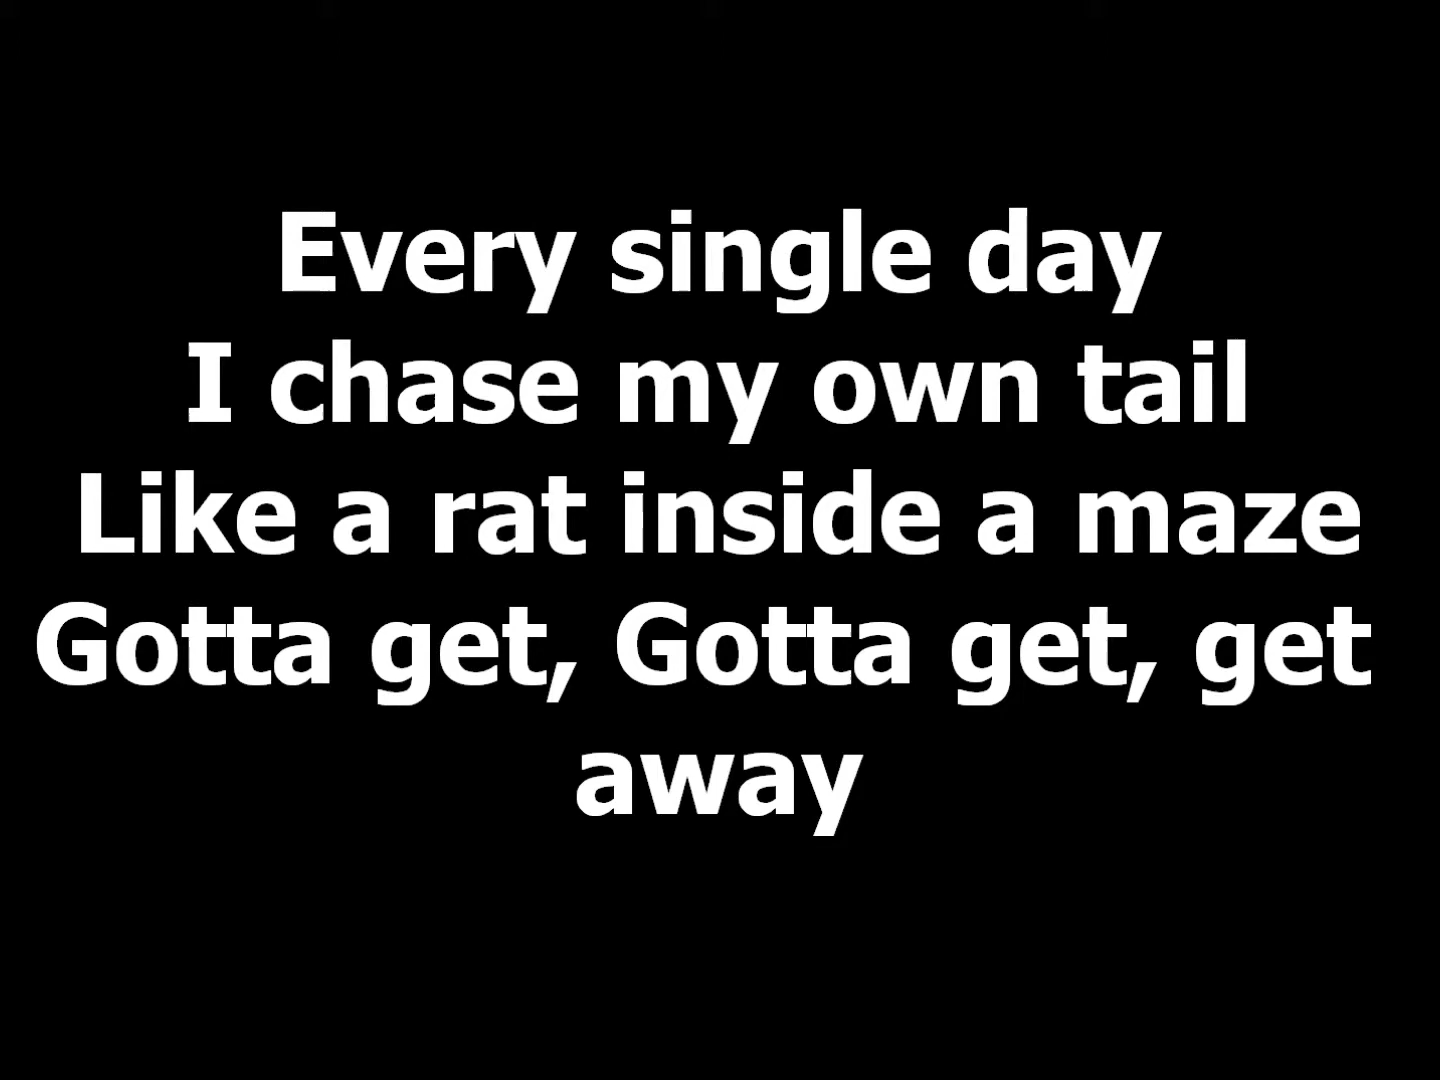 Every single day
I chase my own tail
Like a rat inside a maze
Gotta get, Gotta get, get
away